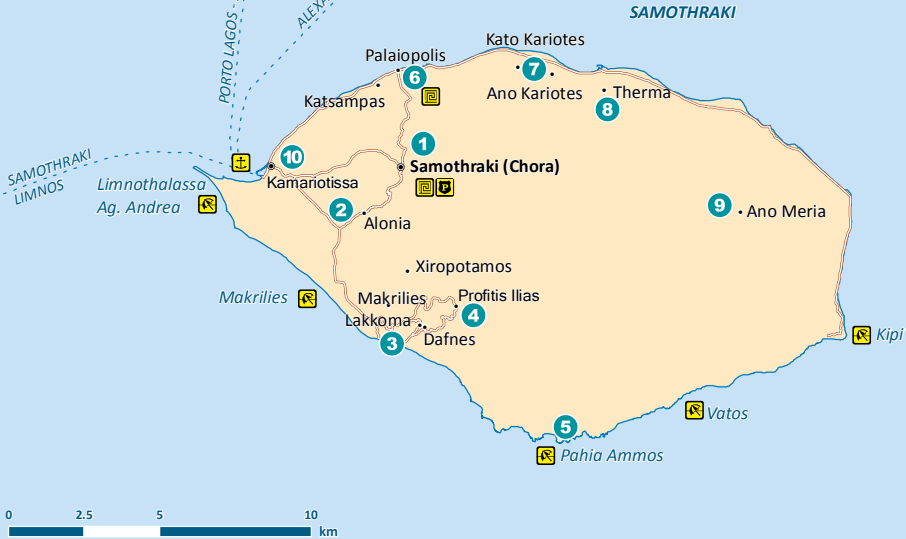 SAMOTHRAKI
PORTO LAGOS
ALEXA
Kato Kariotes
Palaiopolis
7
6
Katsampas
Ano Kariotes
Therma
8
1
10
Samothraki (Chora)
SAMOTHRAKI
LIMNOS
Kamariotissa
Limnothalassa
Ag. Andrea
2
Alonia
9
Ano Meria
Xiropotamos
Makrilies
Makrilies
Profitis Ilias
4
Lakkoma
Dafnes
3
Kipi
Vatos
5
Pahia Ammos
0 2.5 5 10
km